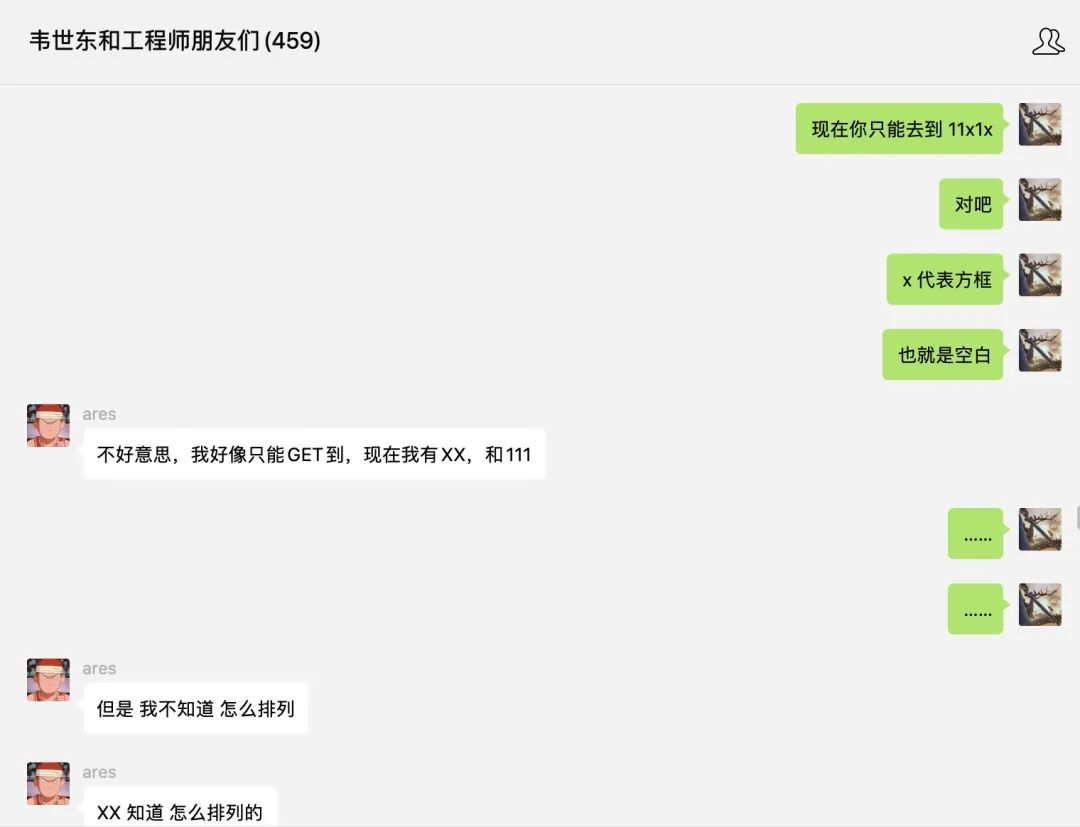 韦世东和工程师朋友们(459)
现在你只能去到 11x1x
对吧
x 代表方框
也就是空白
ares
不好意思，我好像只能GET到，现在我有XX，和111
……
……
ares
但是 我不知道 怎么排列
ares
XX 知道 怎么排列的